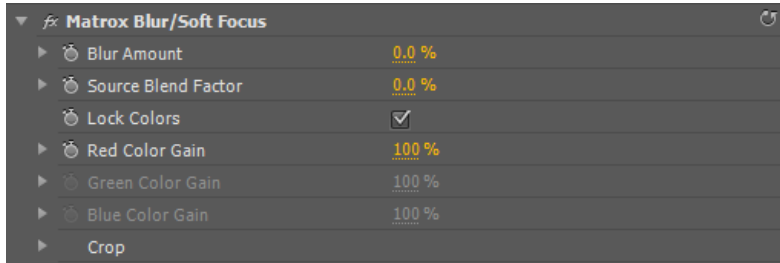 fx Matrox Blur/Soft Focus
Blur Amount 0.0 %
Source Blend Factor 0.0 %
Lock Colors
Red Color Gain 100 %
Green Color Gain 100 %
Blue Color Gain 100 %
Crop